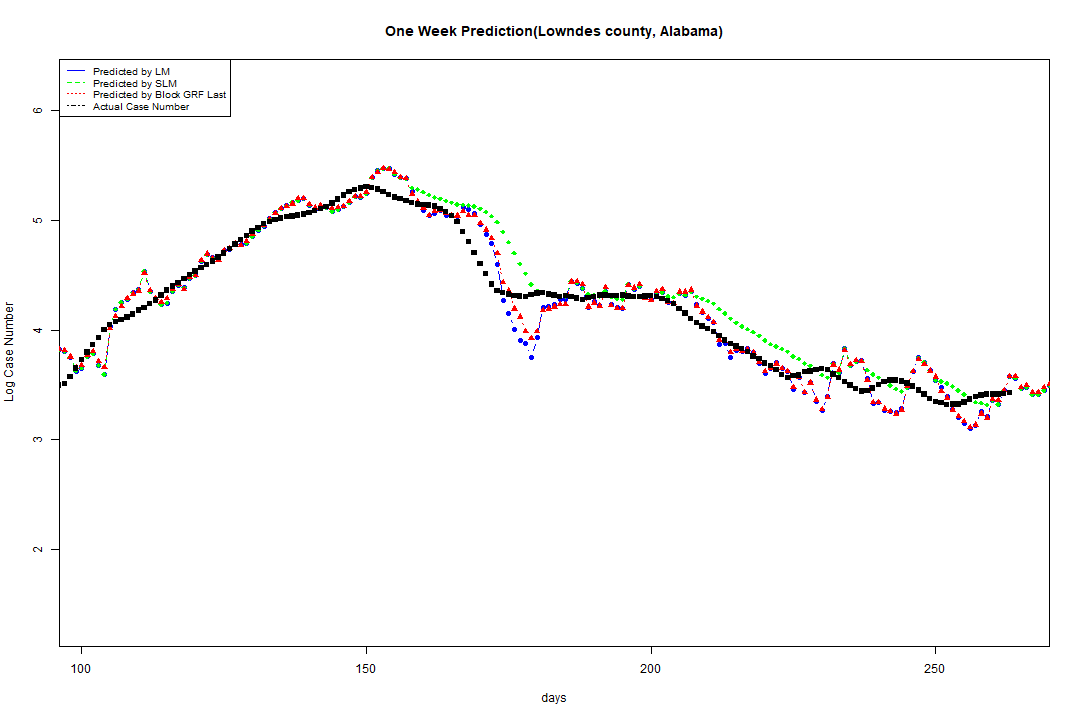 One Week Prediction(Lowndes county, Alabama)
Predicted by LM
Predicted by SLM
Predicted by Block GRF Last
Actual Case Number
6
5
4
3
2
Log Case Number
100 150 200 250
days